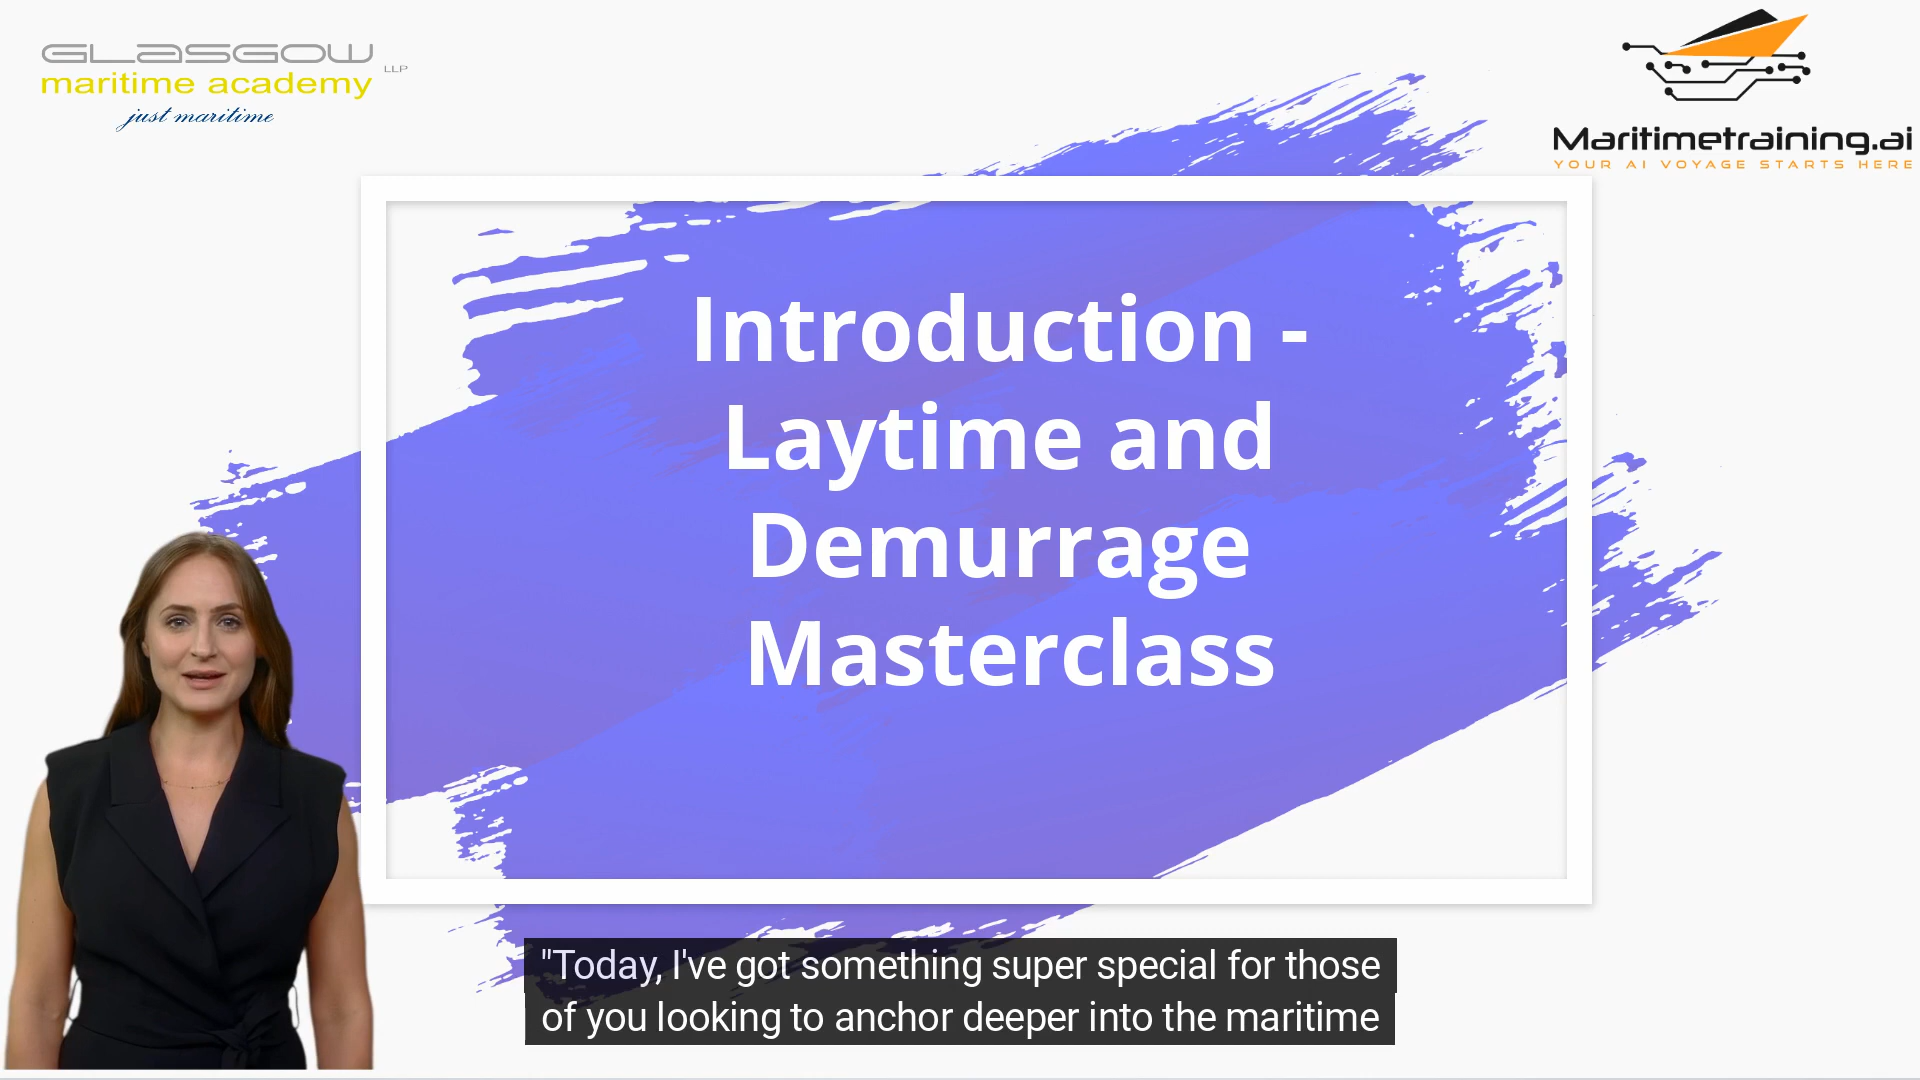 GLASGOW
LLP
maritime academy
just maritime
Maritimetraining.ai
YOUR AI VOYAGE STARTS HERE
Introduction -
Laytime and
Demurrage
Masterclass
"Today, I've got something super special for those
of you looking to anchor deeper into the maritime